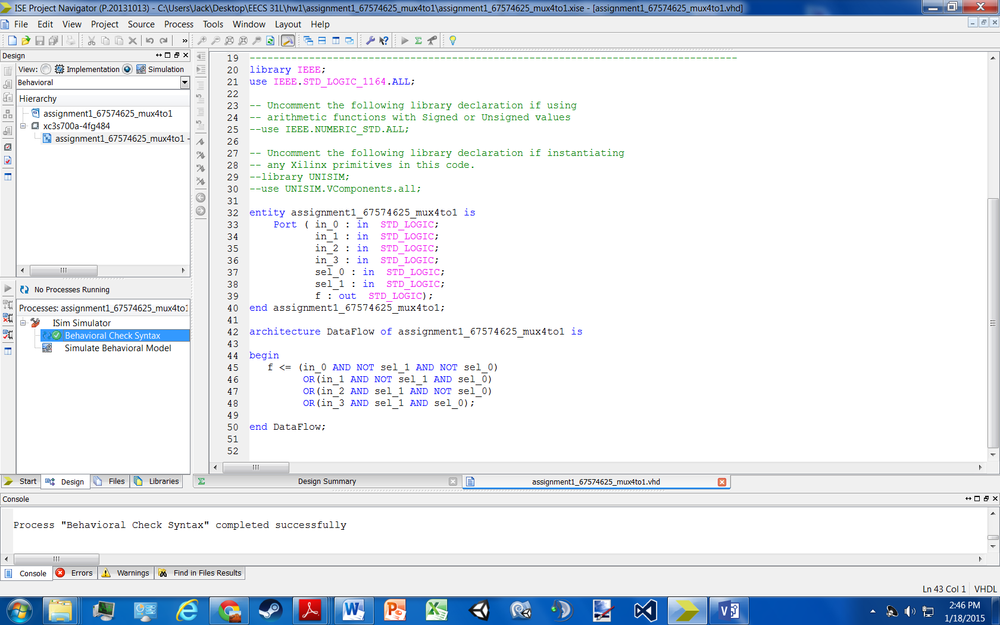 ISE Project Navigator (P.20131013) - C:\Users\Jack\Desktop\EECS 31L\hw1\assignment1_67574625_mux4to1\assignment1_67574625_mux4to1.xise - [assignment1_67574625_mux4to1.vhd]
File Edit View Project Source Process Tools Window Layout Help
»
Design
View: Implementation Simulation
Behavioral
Hierarchy
assignment1_67574625_mux4to1
xc3s700a-4fg484
assignment1_67574625_mux4to1 -
No Processes Running
Processes: assignment1_67574625_mux4to1
ISim Simulator
Behavioral Check Syntax
Simulate Behavioral Model
Start Design Files Libraries
19 ----------------------------------------------------------------------------------
20 library IEEE;
21 use IEEE.STD_LOGIC_1164.ALL;
22
23 -- Uncomment the following library declaration if using
24 -- arithmetic functions with Signed or Unsigned values
25 --use IEEE.NUMERIC_STD.ALL;
26
27 -- Uncomment the following library declaration if instantiating
28 -- any Xilinx primitives in this code.
29 --library UNISIM;
30 --use UNISIM.VComponents.all;
31
32 entity assignment1_67574625_mux4to1 is
33     Port ( in_0 : in  STD_LOGIC;
34            in_1 : in  STD_LOGIC;
35            in_2 : in  STD_LOGIC;
36            in_3 : in  STD_LOGIC;
37            sel_0 : in  STD_LOGIC;
38            sel_1 : in  STD_LOGIC;
39            f : out  STD_LOGIC);
40 end assignment1_67574625_mux4to1;
41
42 architecture DataFlow of assignment1_67574625_mux4to1 is
43
44 begin
45    f <= (in_0 AND NOT sel_1 AND NOT sel_0)
46          OR(in_1 AND NOT sel_1 AND sel_0)
47          OR(in_2 AND sel_1 AND NOT sel_0)
48          OR(in_3 AND sel_1 AND sel_0);
49
50 end DataFlow;
51
52
Design Summary assignment1_67574625_mux4to1.vhd
Console
Process "Behavioral Check Syntax" completed successfully
Console Errors Warnings Find in Files Results
Ln 43 Col 1 VHDL
2:46 PM
1/18/2015